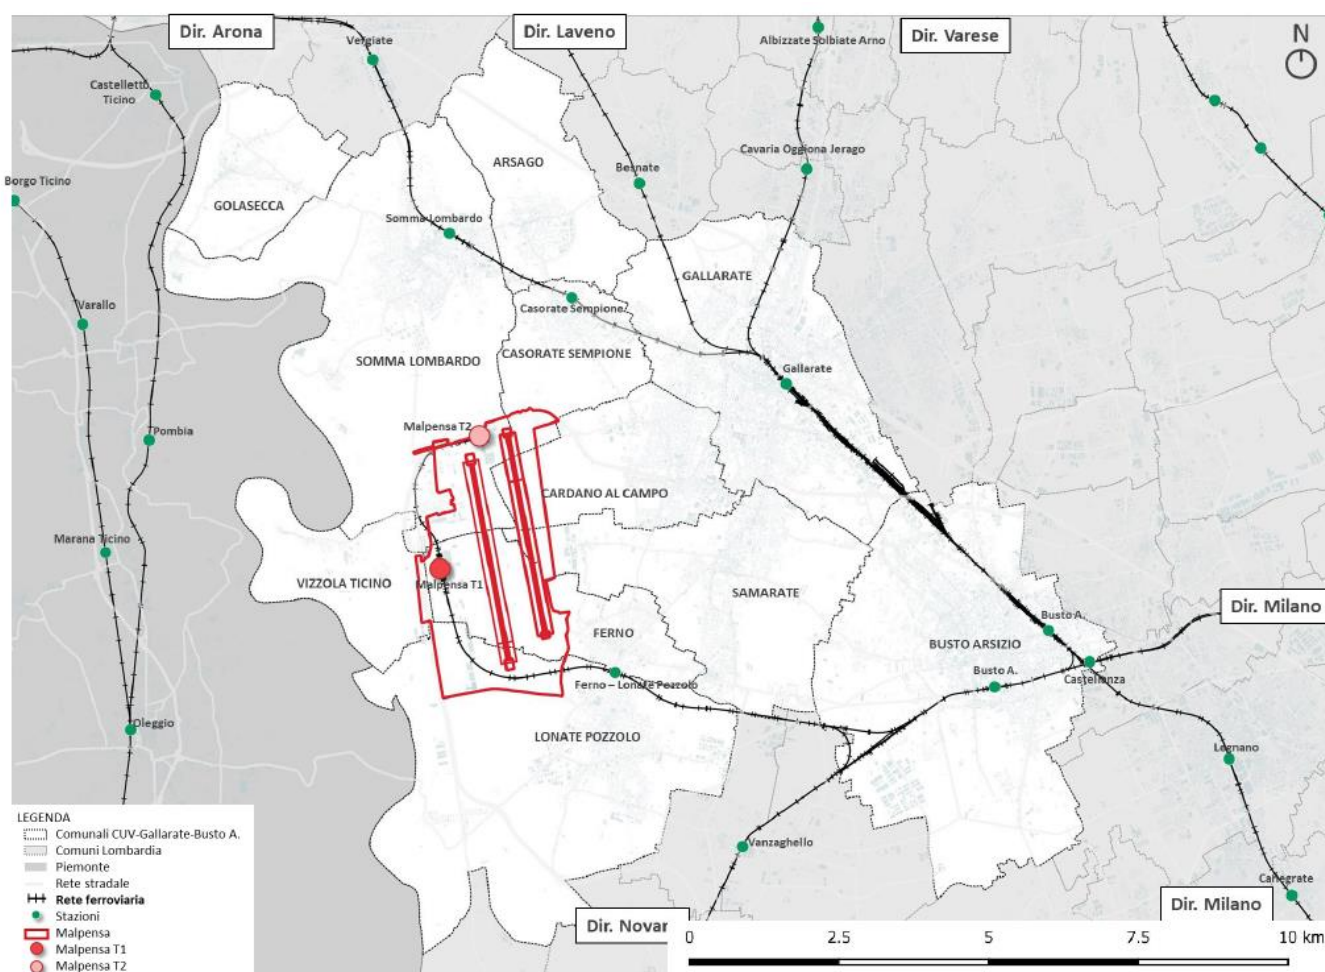 Dir. Arona
Dir. Laveno
Dir. Varese
N
Vergiate
Albizzate Solbiate Arno
Castelletto
Ticino
Cavaria Oggiona Jerago
ARSAGO
Besnate
Borgo Ticino
GOLASECCA
Somma Lombardo
GALLARATE
Varallo
Casorate Sempione
SOMMA LOMBARDO
CASORATE SEMPIONE
Gallarate
Malpensa T2
Pombia
CARDANO AL CAMPO
Marana Ticino
VIZZOLA TICINO
Malpensa T1
SAMARATE
Dir. Milano
Busto A.
FERNO
BUSTO ARSIZIO
Busto A.
Castellanza
Ferno – Lonate Pozzolo
Oleggio
LONATE POZZOLO
Legnano
Vanzaghello
Canegrate
Dir. Milano
Dir. Novar
LEGENDA
Comunali CUV-Gallarate-Busto A.
Comuni Lombardia
Piemonte
Rete stradale
Rete ferroviaria
Stazioni
Malpensa
Malpensa T1
Malpensa T2
0 2.5 5 7.5 10 km